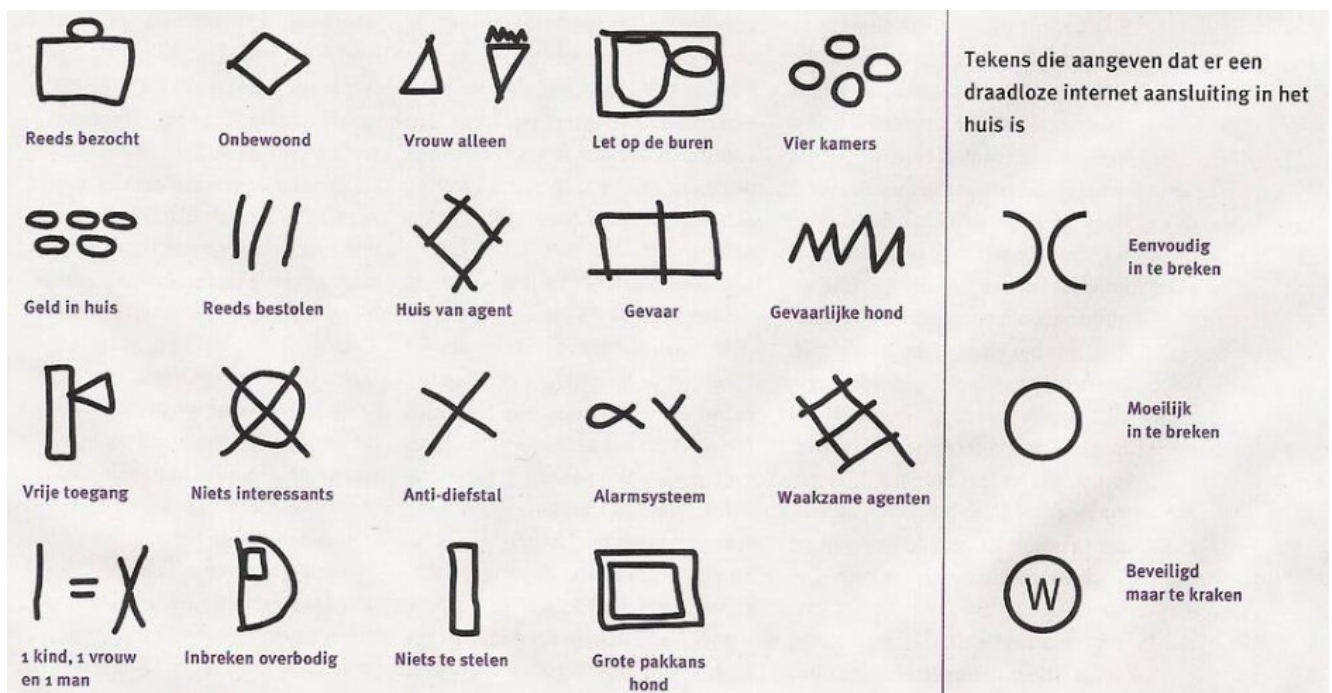 Reeds bezocht
Onbewoond
Vrouw alleen
Let op de buren
Vier kamers
Geld in huis
Reeds bestolen
Huis van agent
Gevaar
Gevaarlijke hond
Vrije toegang
Niets interessants
Anti-diefstal
Alarmsysteem
Waakzame agenten
1 kind, 1 vrouw
en 1 man
Inbreken overbodig
Niets te stelen
Grote pakkans
hond
Tekens die aangeven dat er een
draadloze internet aansluiting in het
huis is
Eenvoudig
in te breken
Moeilijk
in te breken
W
Beveiligd
maar te kraken